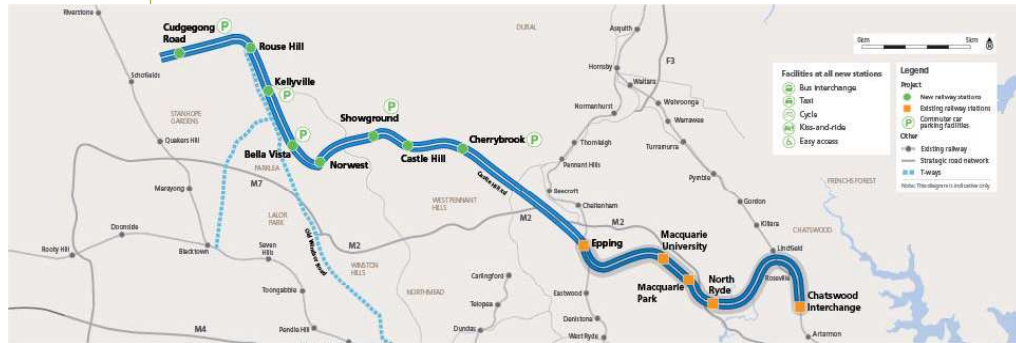 Riverstone
Cudgegong
Road
P
Rouse Hill
DURAL
Asquith
0km
5km
N
Schofields
Kellyville
P
Hornsby
F3
Waitara
Facilities at all new stations
Bus interchange
Taxi
Cycle
Kiss-and-ride
Easy access
Legend
Project
New railway stations
Existing railway stations
P
Commuter car
parking facilities
Other
Existing railway
Strategic road network
T-ways
Note: This diagram is indicative only
STANHOPE
GARDENS
P
Showground
Normanhurst
Wahroonga
Warrawee
Quakers Hill
P
Bella Vista
Norwest
Castle Hill
Cherrybrook
P
Thornleigh
Turramurra
PARKLEA
M7
Pennant Hills
Castle Hill Rd
Marayong
Beecroft
Pymble
FRENCHS FOREST
LALOR
PARK
WEST PENNANT
HILLS
Cheltenham
Gordon
M2
M2
Doonside
M2
Old Windsor Road
Epping
Macquarie
University
Killara
CHATSWOOD
Rooty Hill
Blacktown
Seven
Hills
WINSTON
HILLS
Lindfield
Carlingford
Macquarie
Park
North
Ryde
Roseville
Toongabbie
NORTHMEAD
Eastwood
Chatswood
Interchange
Telopea
M4
Pendle Hill
Dundas
Denistone
West Ryde
Artarmon